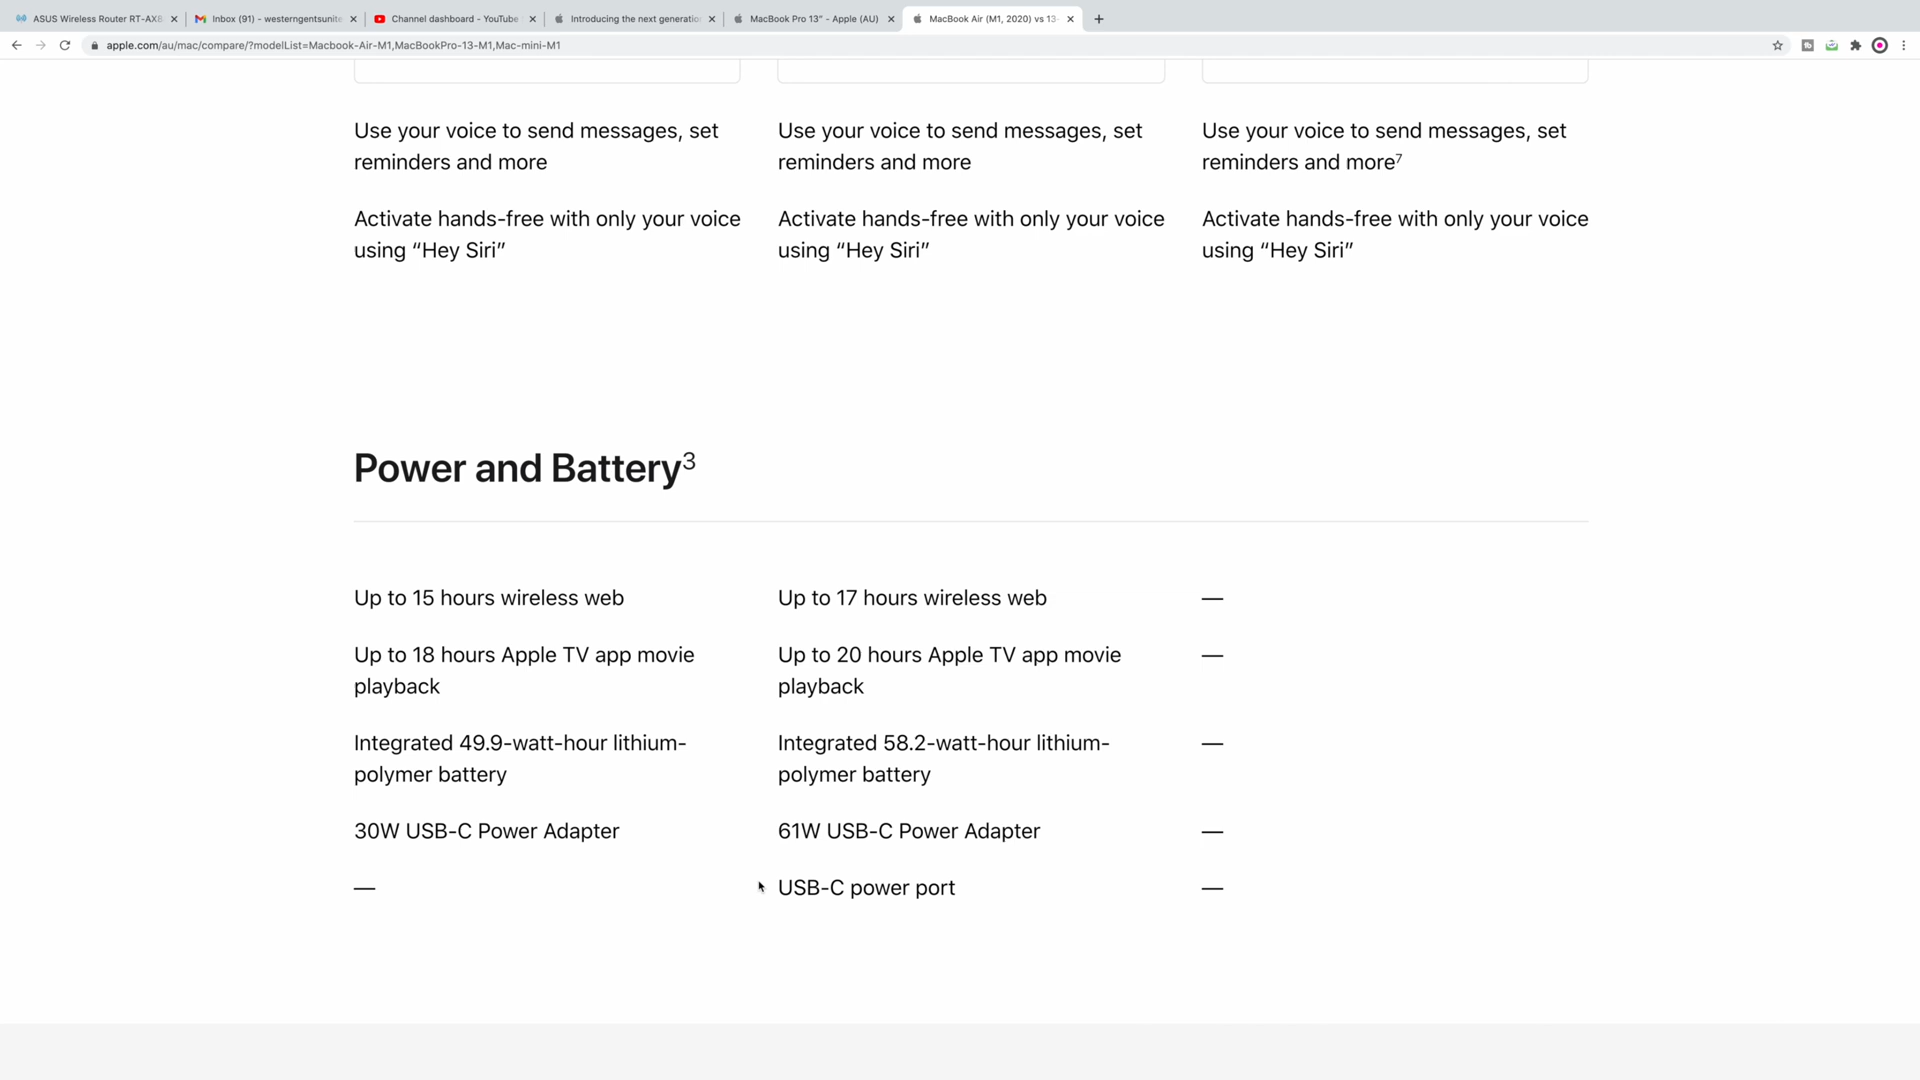 ASUS Wireless Router RT-AX8
Inbox (91) - westerngentsunite
Channel dashboard - YouTube
Introducing the next generatio
MacBook Pro 13" - Apple (AU)
MacBook Air (M1, 2020) vs 13-
apple.com/au/mac/compare/?modelList=Macbook-Air-M1,MacBookPro-13-M1,Mac-mini-M1
Use your voice to send messages, set
reminders and more
Use your voice to send messages, set
reminders and more
Use your voice to send messages, set
reminders and more⁷
Activate hands-free with only your voice
using “Hey Siri”
Activate hands-free with only your voice
using “Hey Siri”
Activate hands-free with only your voice
using “Hey Siri”
Power and Battery³
Up to 15 hours wireless web
Up to 17 hours wireless web
—
Up to 18 hours Apple TV app movie
playback
Up to 20 hours Apple TV app movie
playback
—
Integrated 49.9-watt-hour lithium-
polymer battery
Integrated 58.2-watt-hour lithium-
polymer battery
—
30W USB-C Power Adapter
61W USB-C Power Adapter
—
—
USB-C power port
—